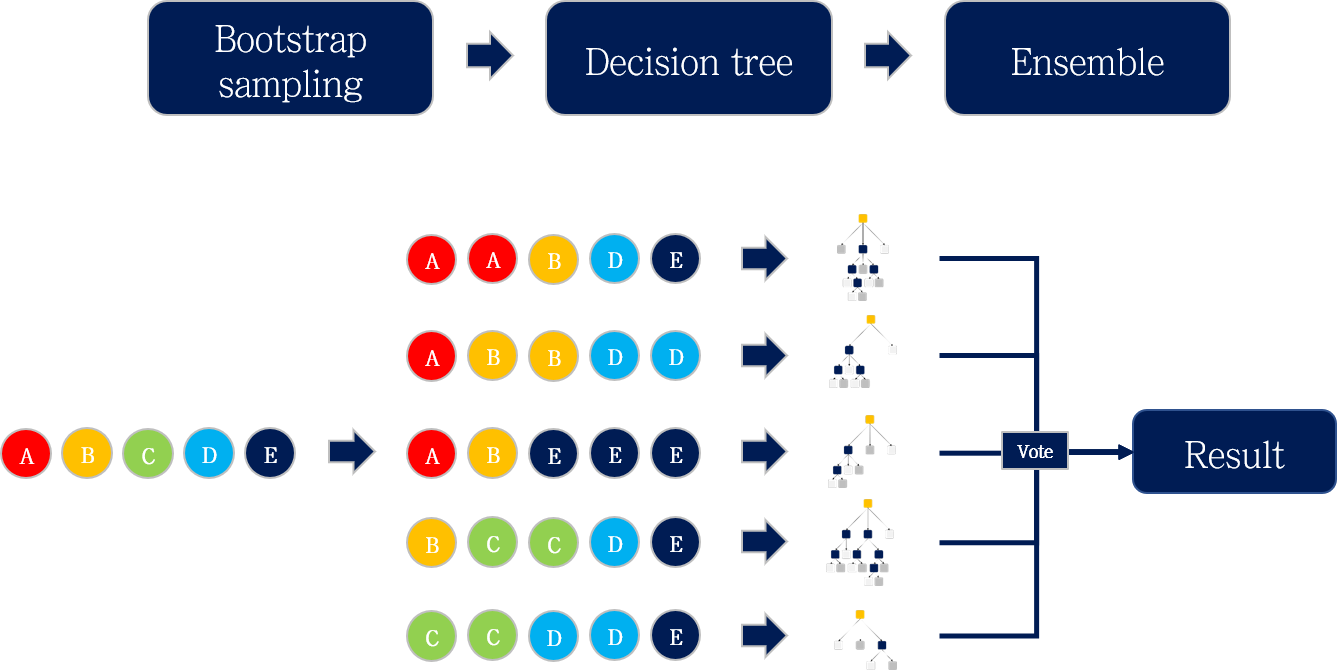 Bootstrap
sampling
Decision tree
Ensemble
A A B D E
A B B D D
A B C D E
A B E E E
Vote
Result
B C C D E
C C D D E